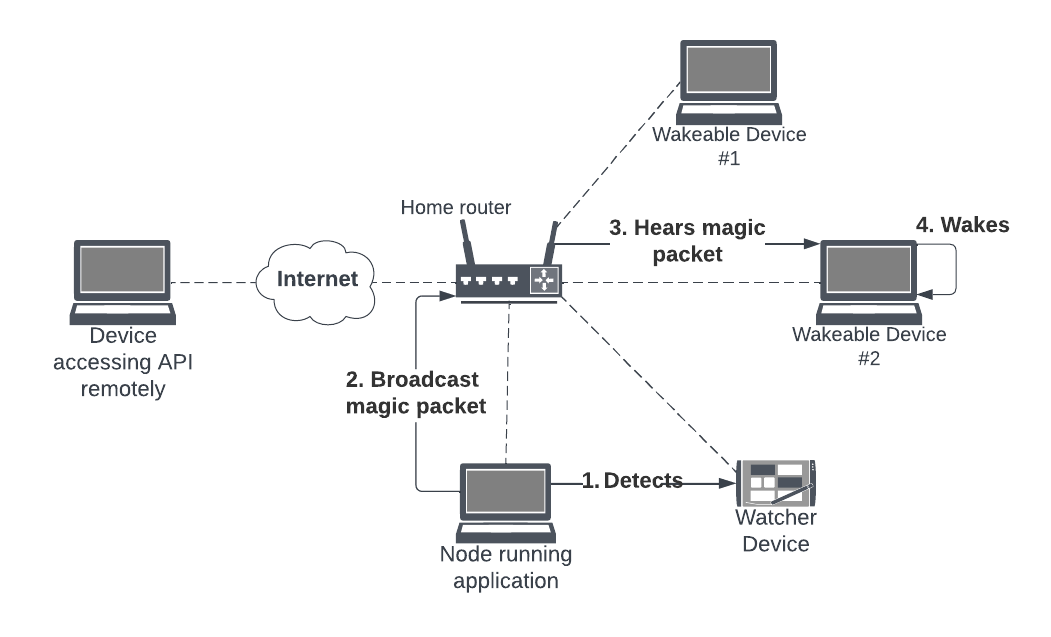 Wakeable Device
#1
Home router
3. Hears magic
packet
4. Wakes
Internet
Device
accessing API
remotely
Wakeable Device
#2
2. Broadcast
magic packet
1. Detects
Watcher
Device
Node running
application